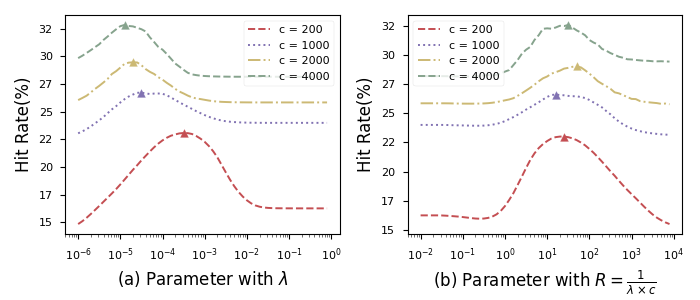 Hit Rate(%)
32
30
27
25
22
20
17
15
c = 200
c = 1000
c = 2000
c = 4000
10⁻⁶ 10⁻⁵ 10⁻⁴ 10⁻³ 10⁻² 10⁻¹ 10⁰
(a) Parameter with λ
Hit Rate(%)
32
30
27
25
22
20
17
15
c = 200
c = 1000
c = 2000
c = 4000
10⁻² 10⁻¹ 10⁰ 10¹ 10² 10³ 10⁴
(b) Parameter with R = 1/(λ × c)